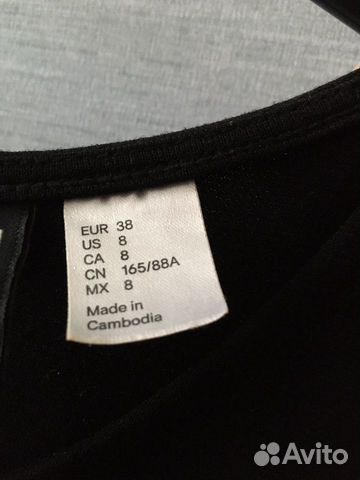 EUR 38
US 8
CA 8
CN 165/88A
MX 8
Made in
Cambodia
Avito